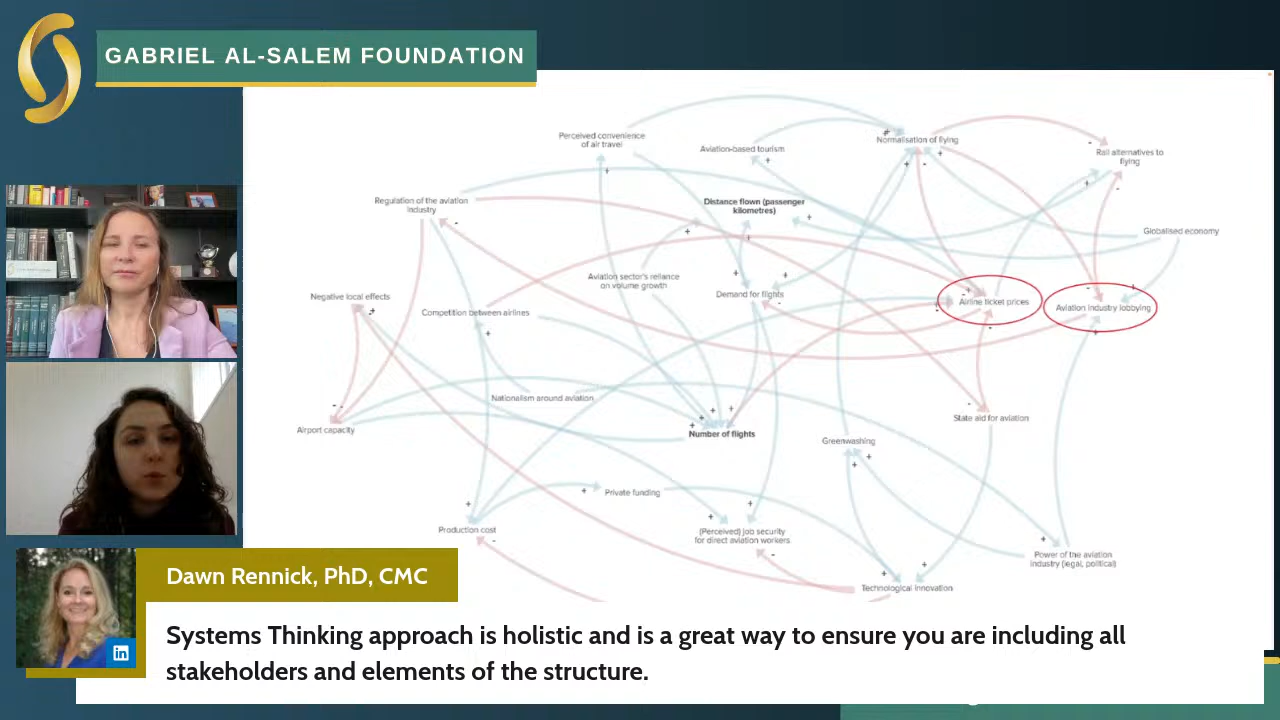 GABRIEL AL-SALEM FOUNDATION
Perceived convenience
of air travel
Aviation-based tourism
Normalisation of flying
Rail alternatives to
flying
Regulation of the aviation
industry
Distance flown (passenger
kilometres)
Globalised economy
Aviation sector's reliance
on volume growth
Demand for flights
Negative local effects
Competition between airlines
Airline ticket prices
Aviation industry lobbying
Nationalism around aviation
State aid for aviation
Airport capacity
Number of flights
Greenwashing
Private funding
Production cost
(Perceived) job security
for direct aviation workers
Power of the aviation
industry (legal, political)
Technological innovation
Dawn Rennick, PhD, CMC
in
Systems Thinking approach is holistic and is a great way to ensure you are including all
stakeholders and elements of the structure.